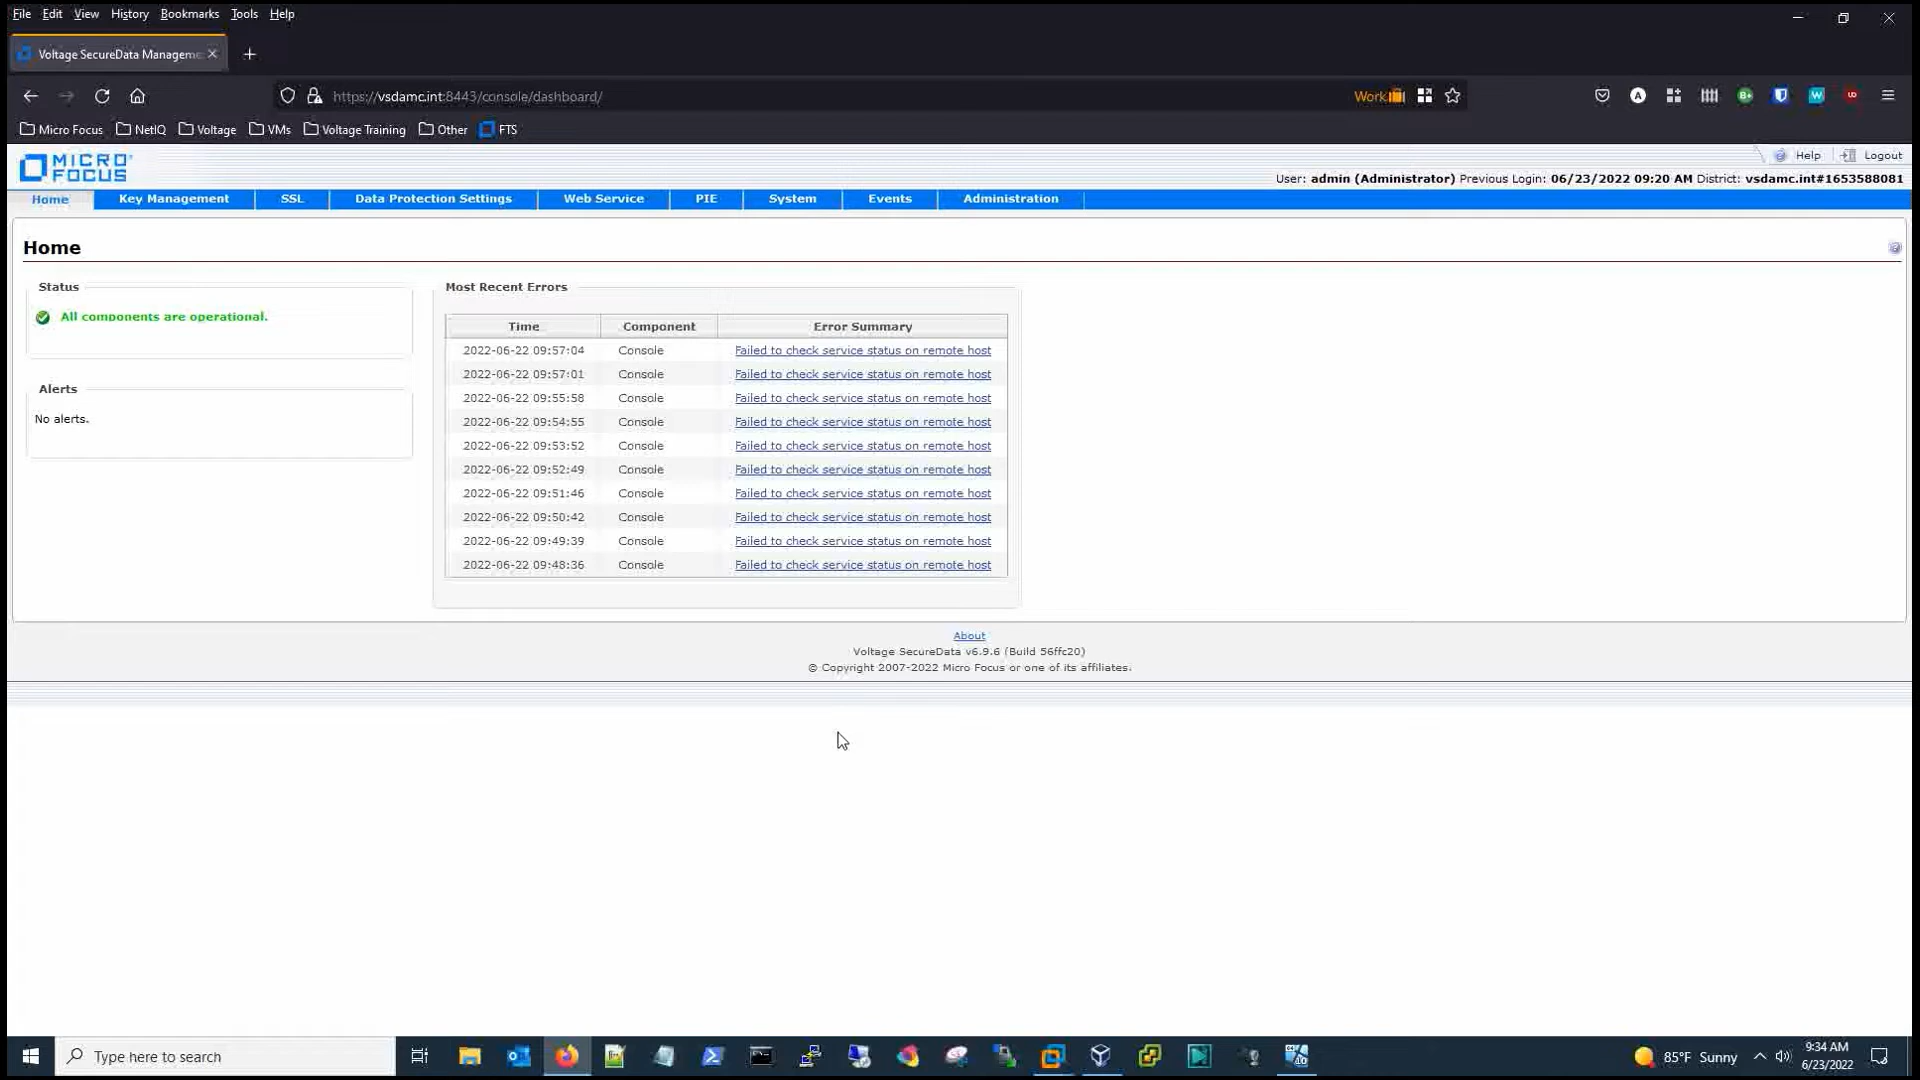 File Edit View History Bookmarks Tools Help
Voltage SecureData Manageme
https://vsdamc.int:8443/console/dashboard/
Work
Micro Focus NetIQ Voltage VMs Voltage Training Other FTS
MICRO FOCUS
Help Logout
User: admin (Administrator) Previous Login: 06/23/2022 09:20 AM District: vsdamc.int#1653588081
Home Key Management SSL Data Protection Settings Web Service PIE System Events Administration
Home
Status
All components are operational.
Alerts
No alerts.
Most Recent Errors
Time Component Error Summary
2022-06-22 09:57:04 Console Failed to check service status on remote host
2022-06-22 09:57:01 Console Failed to check service status on remote host
2022-06-22 09:55:58 Console Failed to check service status on remote host
2022-06-22 09:54:55 Console Failed to check service status on remote host
2022-06-22 09:53:52 Console Failed to check service status on remote host
2022-06-22 09:52:49 Console Failed to check service status on remote host
2022-06-22 09:51:46 Console Failed to check service status on remote host
2022-06-22 09:50:42 Console Failed to check service status on remote host
2022-06-22 09:49:39 Console Failed to check service status on remote host
2022-06-22 09:48:36 Console Failed to check service status on remote host
About
Voltage SecureData v6.9.6 (Build 56ffc20)
© Copyright 2007-2022 Micro Focus or one of its affiliates.
Type here to search
85°F Sunny
9:34 AM
6/23/2022